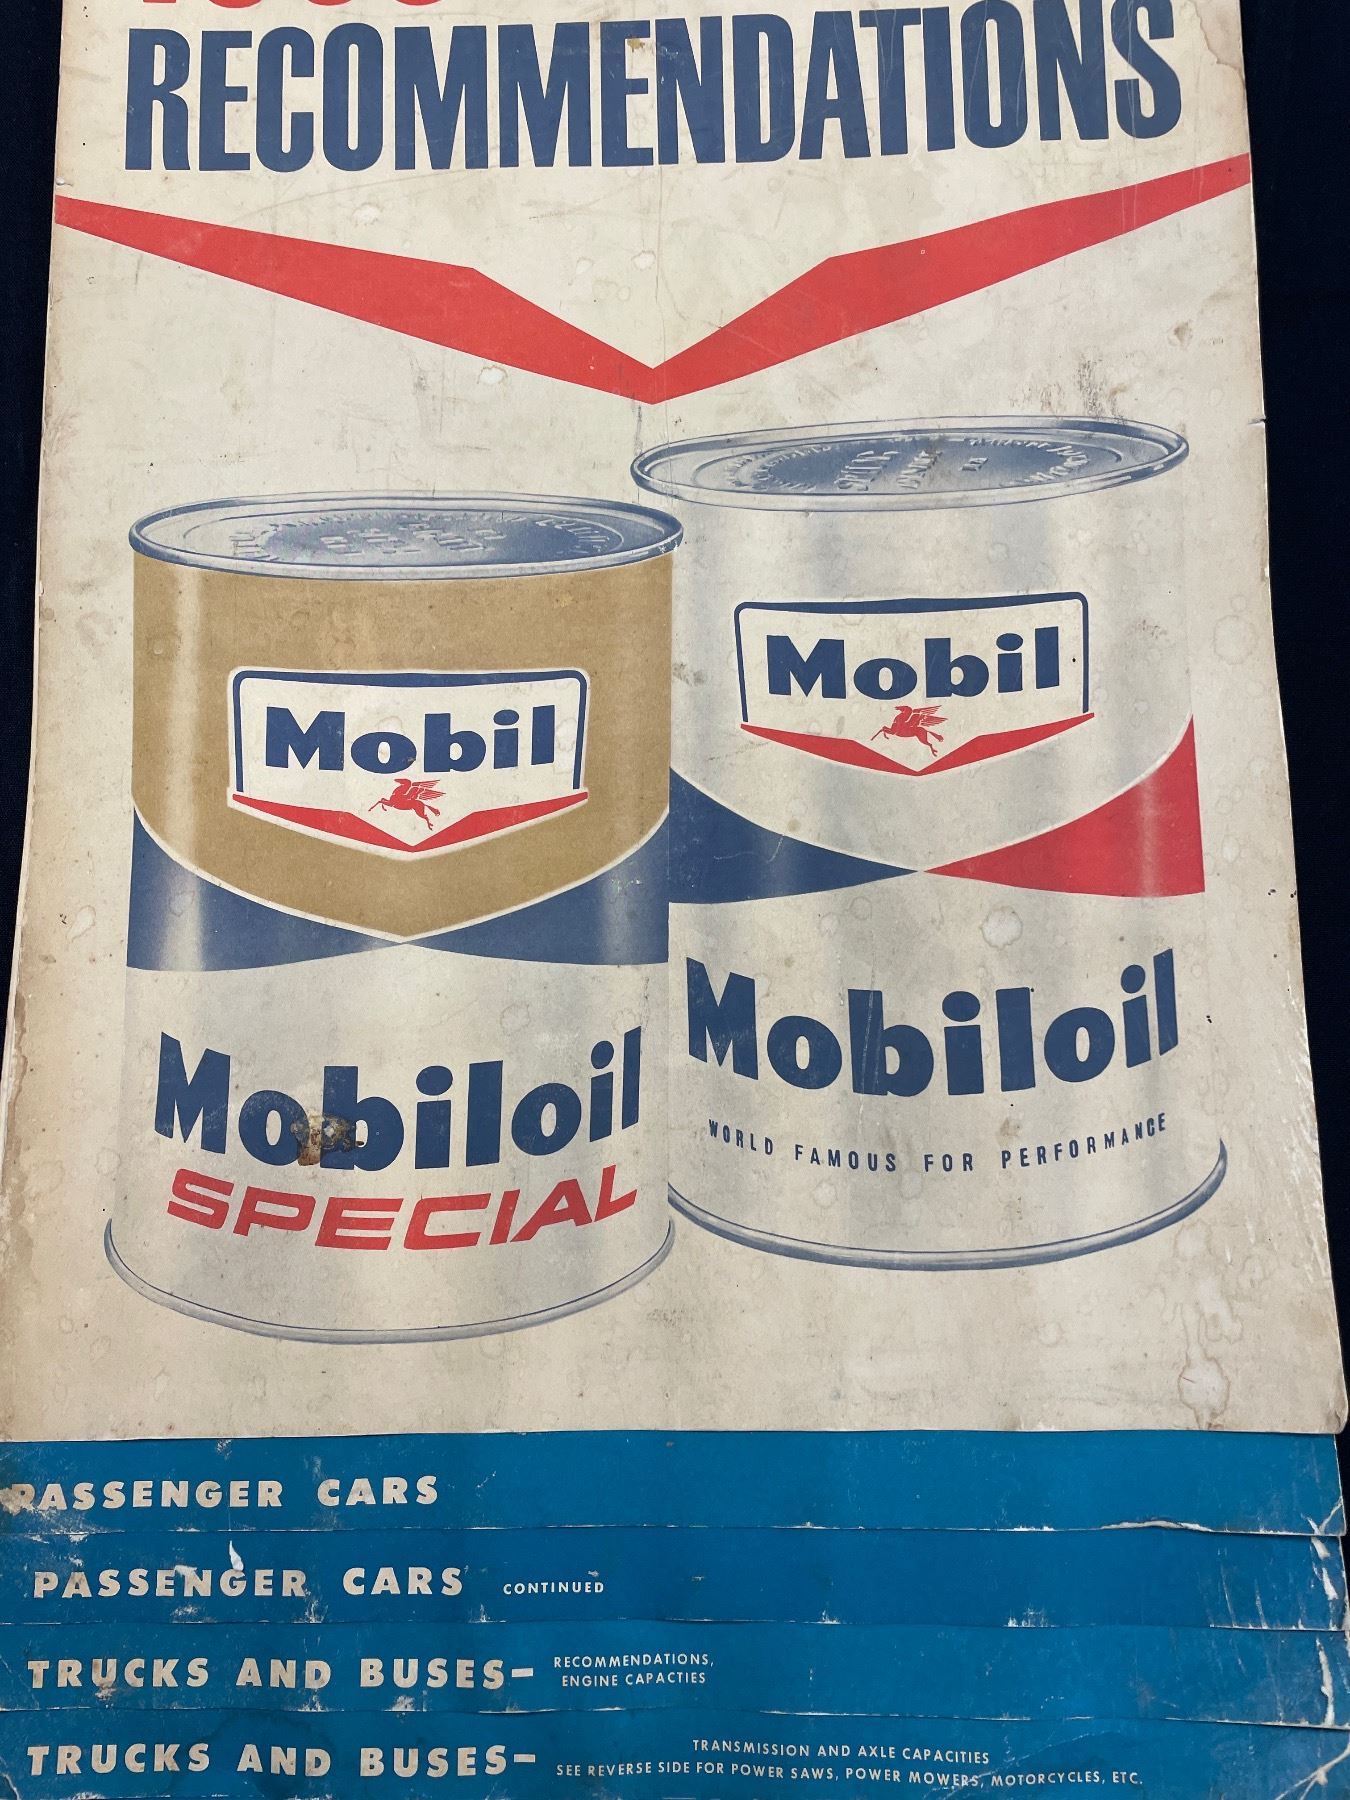 RECOMMENDATIONS
Mobil
Mobil
Mobiloil
SPECIAL
Mobiloil
WORLD FAMOUS FOR PERFORMANCE
PASSENGER CARS
PASSENGER CARS CONTINUED
TRUCKS AND BUSES- RECOMMENDATIONS,
ENGINE CAPACTIES
TRUCKS AND BUSES- TRANSMISSION AND AXLE CAPACITIES
SEE REVERSE SIDE FOR POWER SAWS, POWER MOWERS, MOTORCYCLES, ETC.